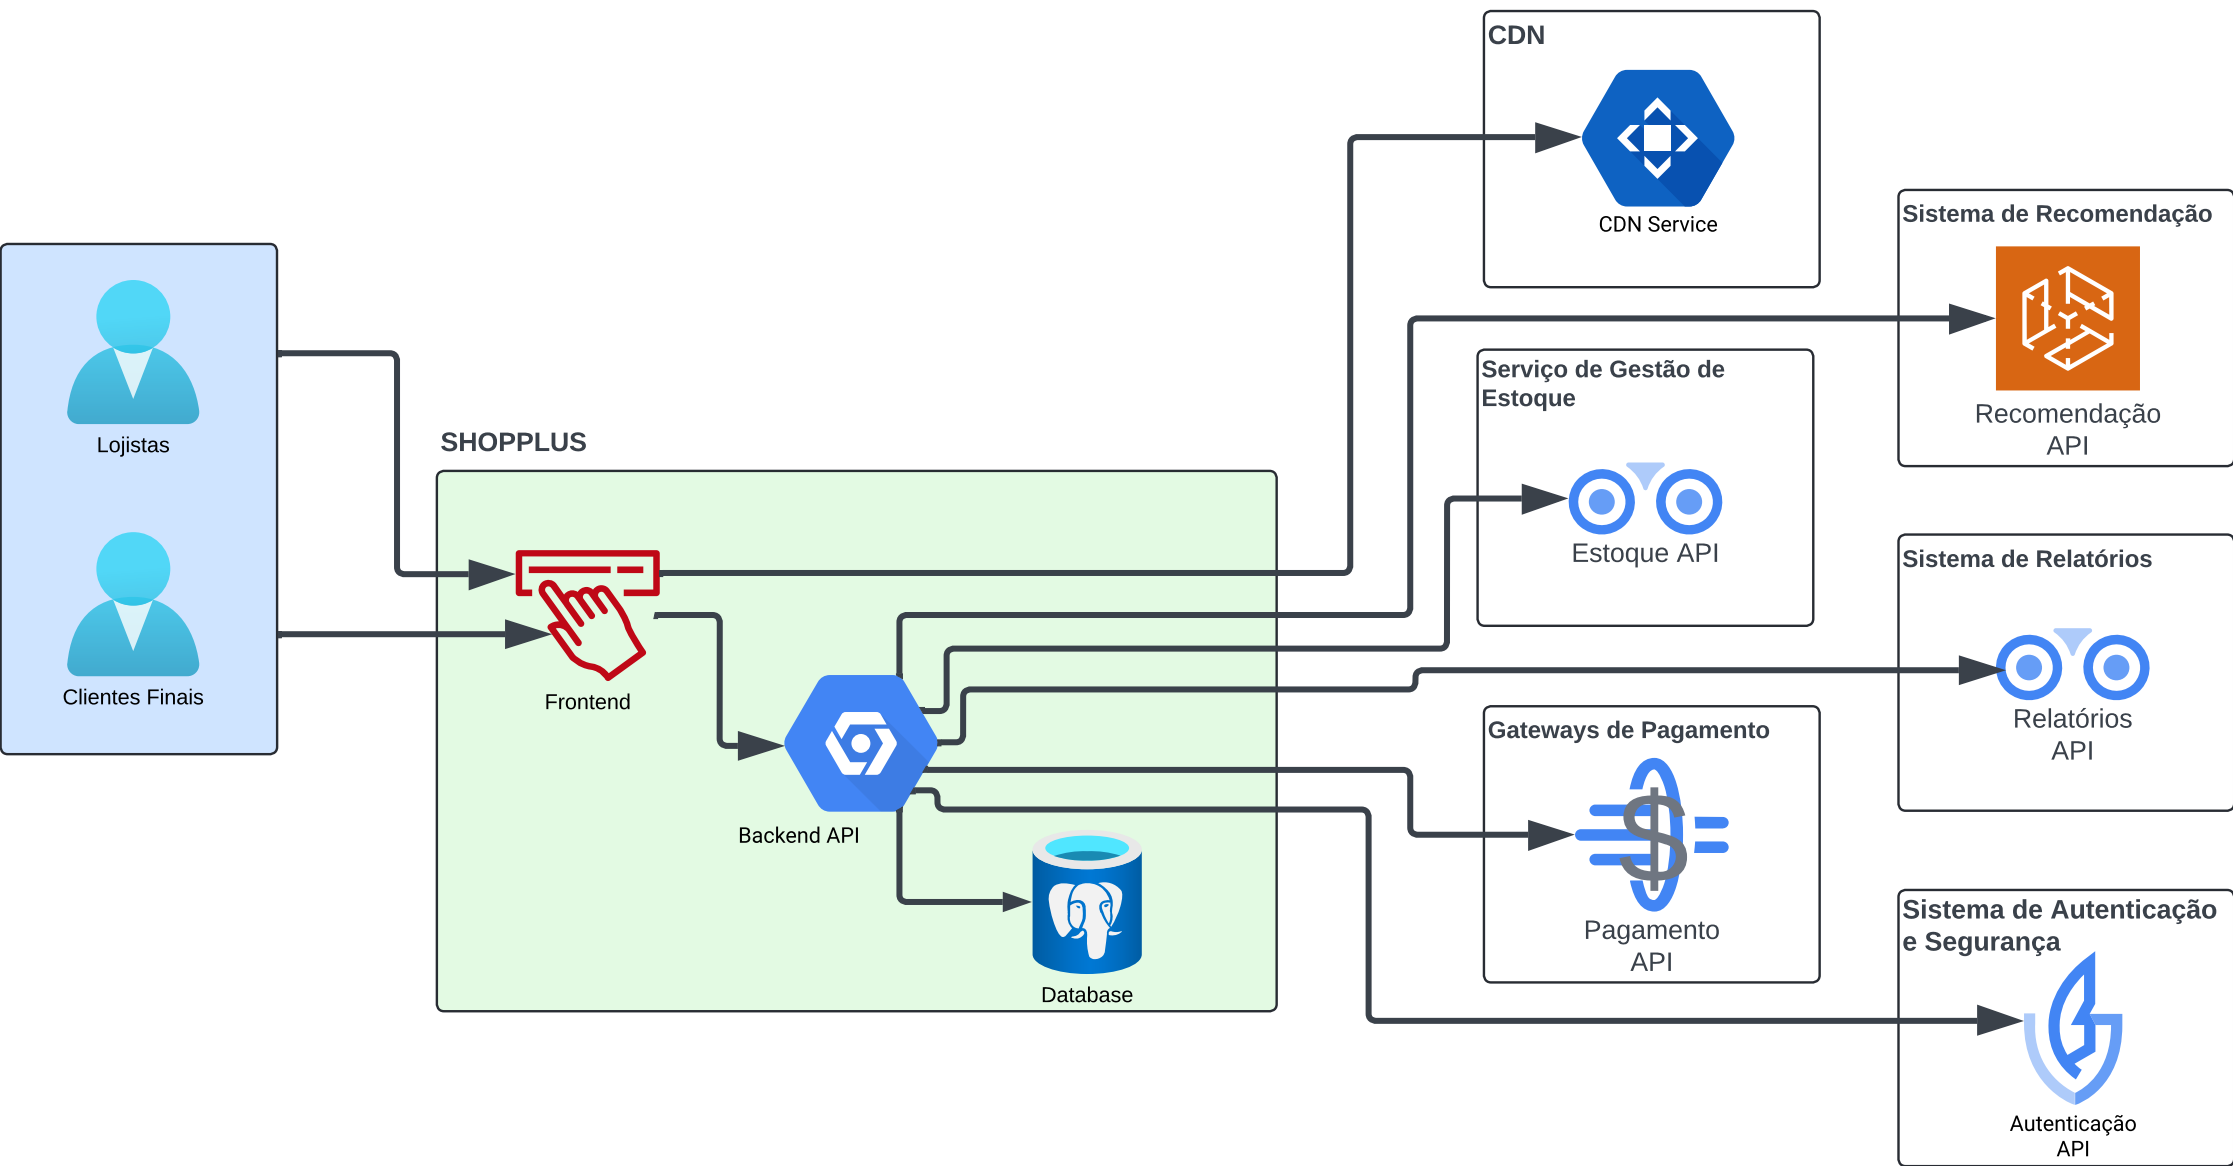 CDN
CDN Service
Sistema de Recomendação
Recomendação
API
Lojistas
Clientes Finais
SHOPPLUS
Frontend
Backend API
Database
Serviço de Gestão de
Estoque
Estoque API
Sistema de Relatórios
Relatórios
API
Gateways de Pagamento
$
Pagamento
API
Sistema de Autenticação
e Segurança
Autenticação
API